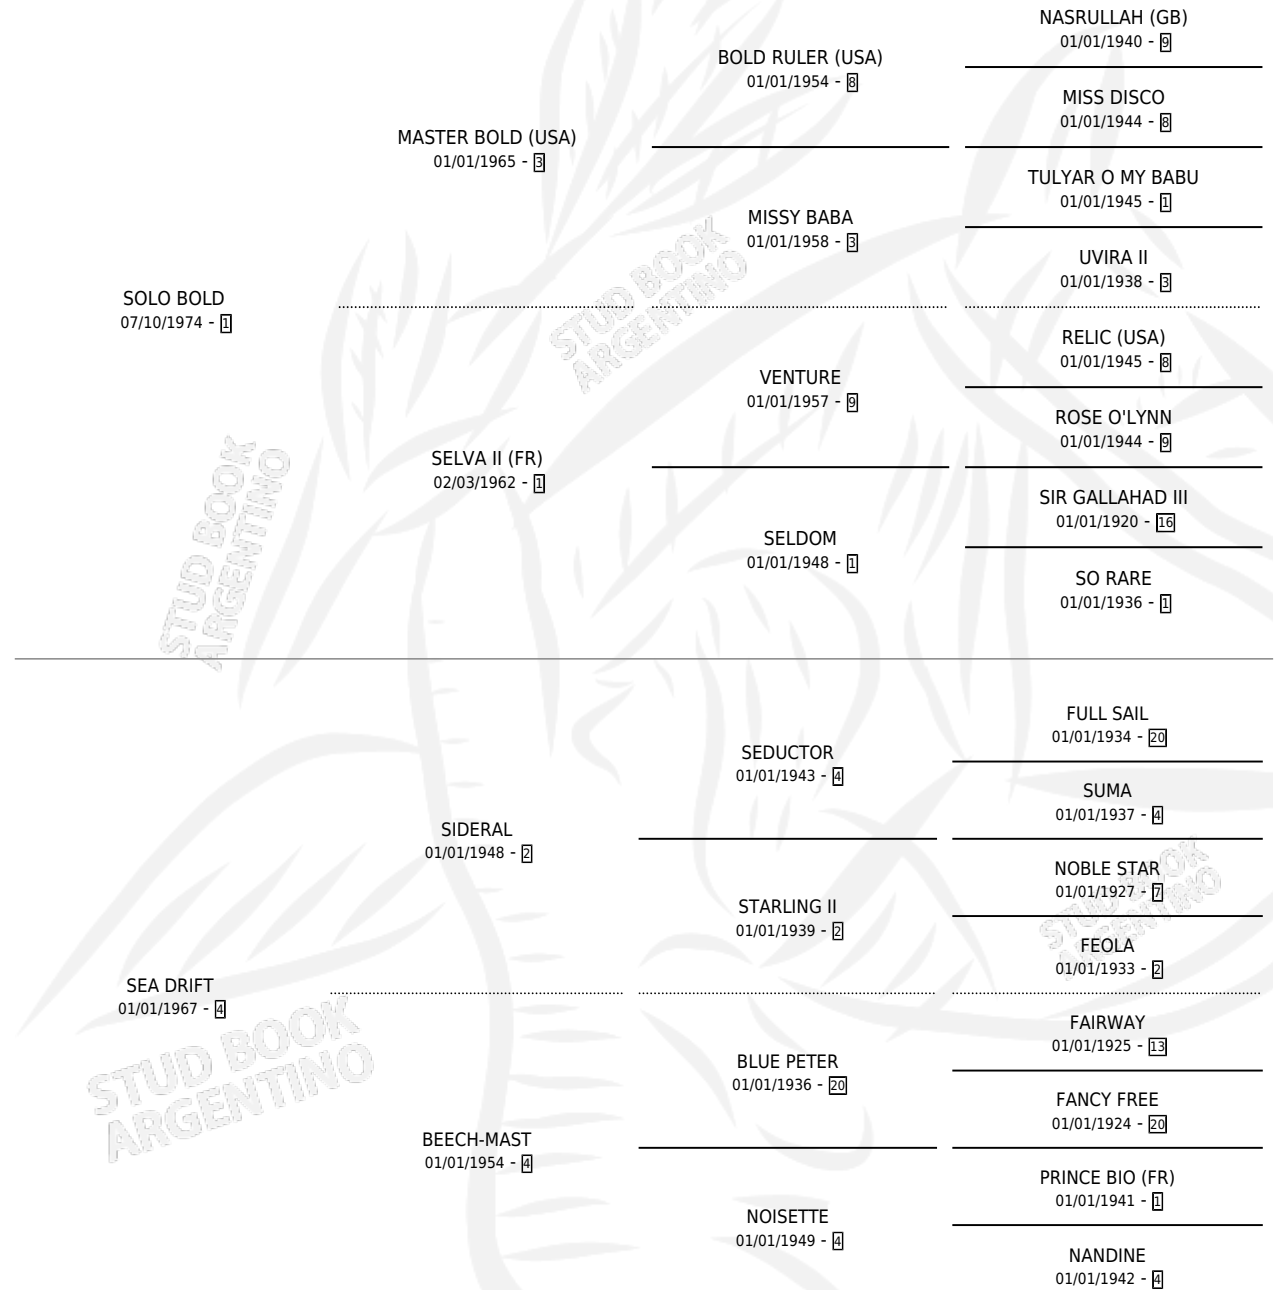 NASRULLAH (GB)
01/01/1940 - 9
BOLD RULER (USA)
01/01/1954 - 8
MISS DISCO
01/01/1944 - 8
MASTER BOLD (USA)
01/01/1965 - 3
TULYAR O MY BABU
01/01/1945 - 1
MISSY BABA
01/01/1958 - 3
UVIRA II
01/01/1938 - 3
SOLO BOLD
07/10/1974 - 1
RELIC (USA)
01/01/1945 - 8
VENTURE
01/01/1957 - 9
ROSE O'LYNN
01/01/1944 - 9
SELVA II (FR)
02/03/1962 - 1
SIR GALLAHAD III
01/01/1920 - 16
SELDOM
01/01/1948 - 1
SO RARE
01/01/1936 - 1
FULL SAIL
01/01/1934 - 20
SEDUCTOR
01/01/1943 - 4
SUMA
01/01/1937 - 4
SIDERAL
01/01/1948 - 2
NOBLE STAR
01/01/1927 - 7
STARLING II
01/01/1939 - 2
FEOLA
01/01/1933 - 2
SEA DRIFT
01/01/1967 - 4
FAIRWAY
01/01/1925 - 13
BLUE PETER
01/01/1936 - 20
FANCY FREE
01/01/1924 - 20
BEECH-MAST
01/01/1954 - 4
PRINCE BIO (FR)
01/01/1941 - 1
NOISETTE
01/01/1949 - 4
NANDINE
01/01/1942 - 4
STUD BOOK
ARGENTINO
STUD BOOK
ARGENTINO
STUD BOOK
ARGENTINO
STUD BOOK
ARGENTINO